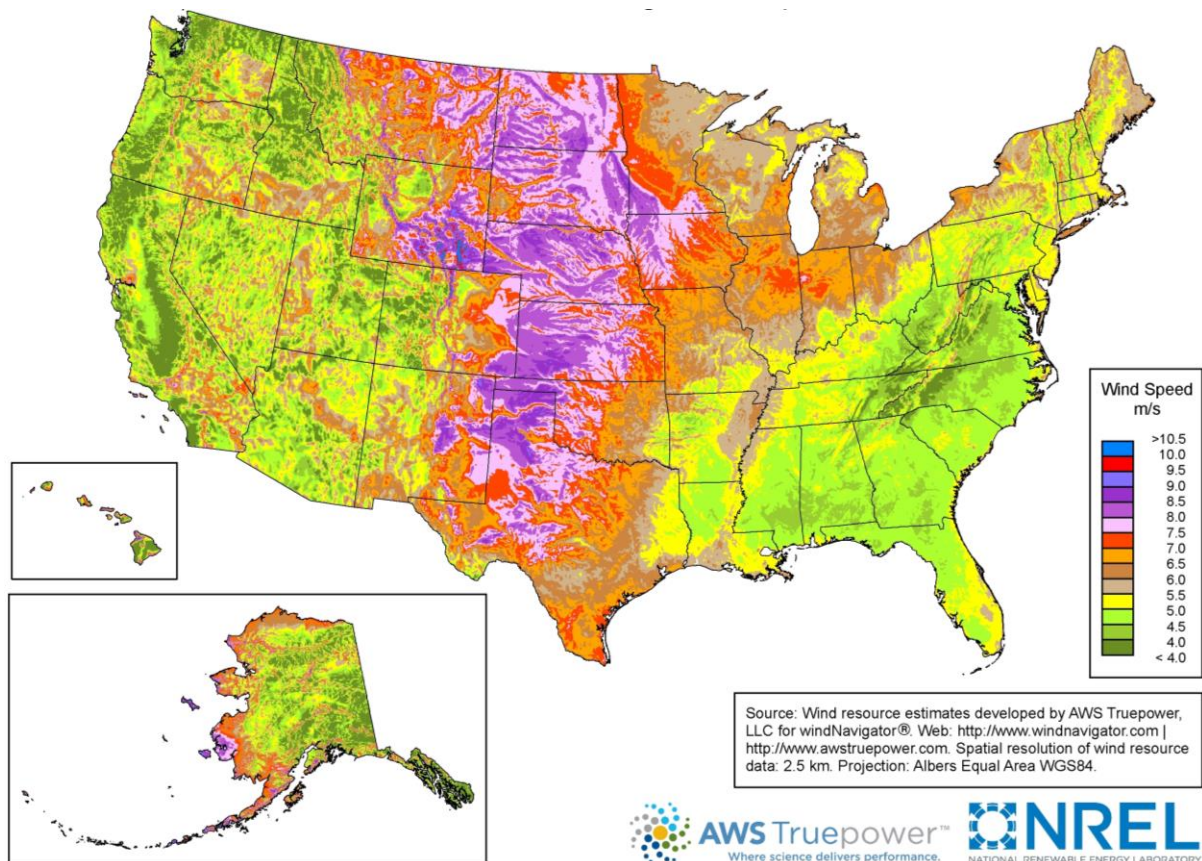 Wind Speed
m/s
>10.5
10.0
9.5
9.0
8.5
8.0
7.5
7.0
6.5
6.0
5.5
5.0
4.5
< 4.0
Source: Wind resource estimates developed by AWS Truepower,
LLC for windNavigator®. Web: http://www.windnavigator.com |
http://www.awstruepower.com. Spatial resolution of wind resource
data: 2.5 km. Projection: Albers Equal Area WGS84.
AWS Truepower™
Where science delivers performance.
NREL
NATIONAL RENEWABLE ENERGY LABORATORY